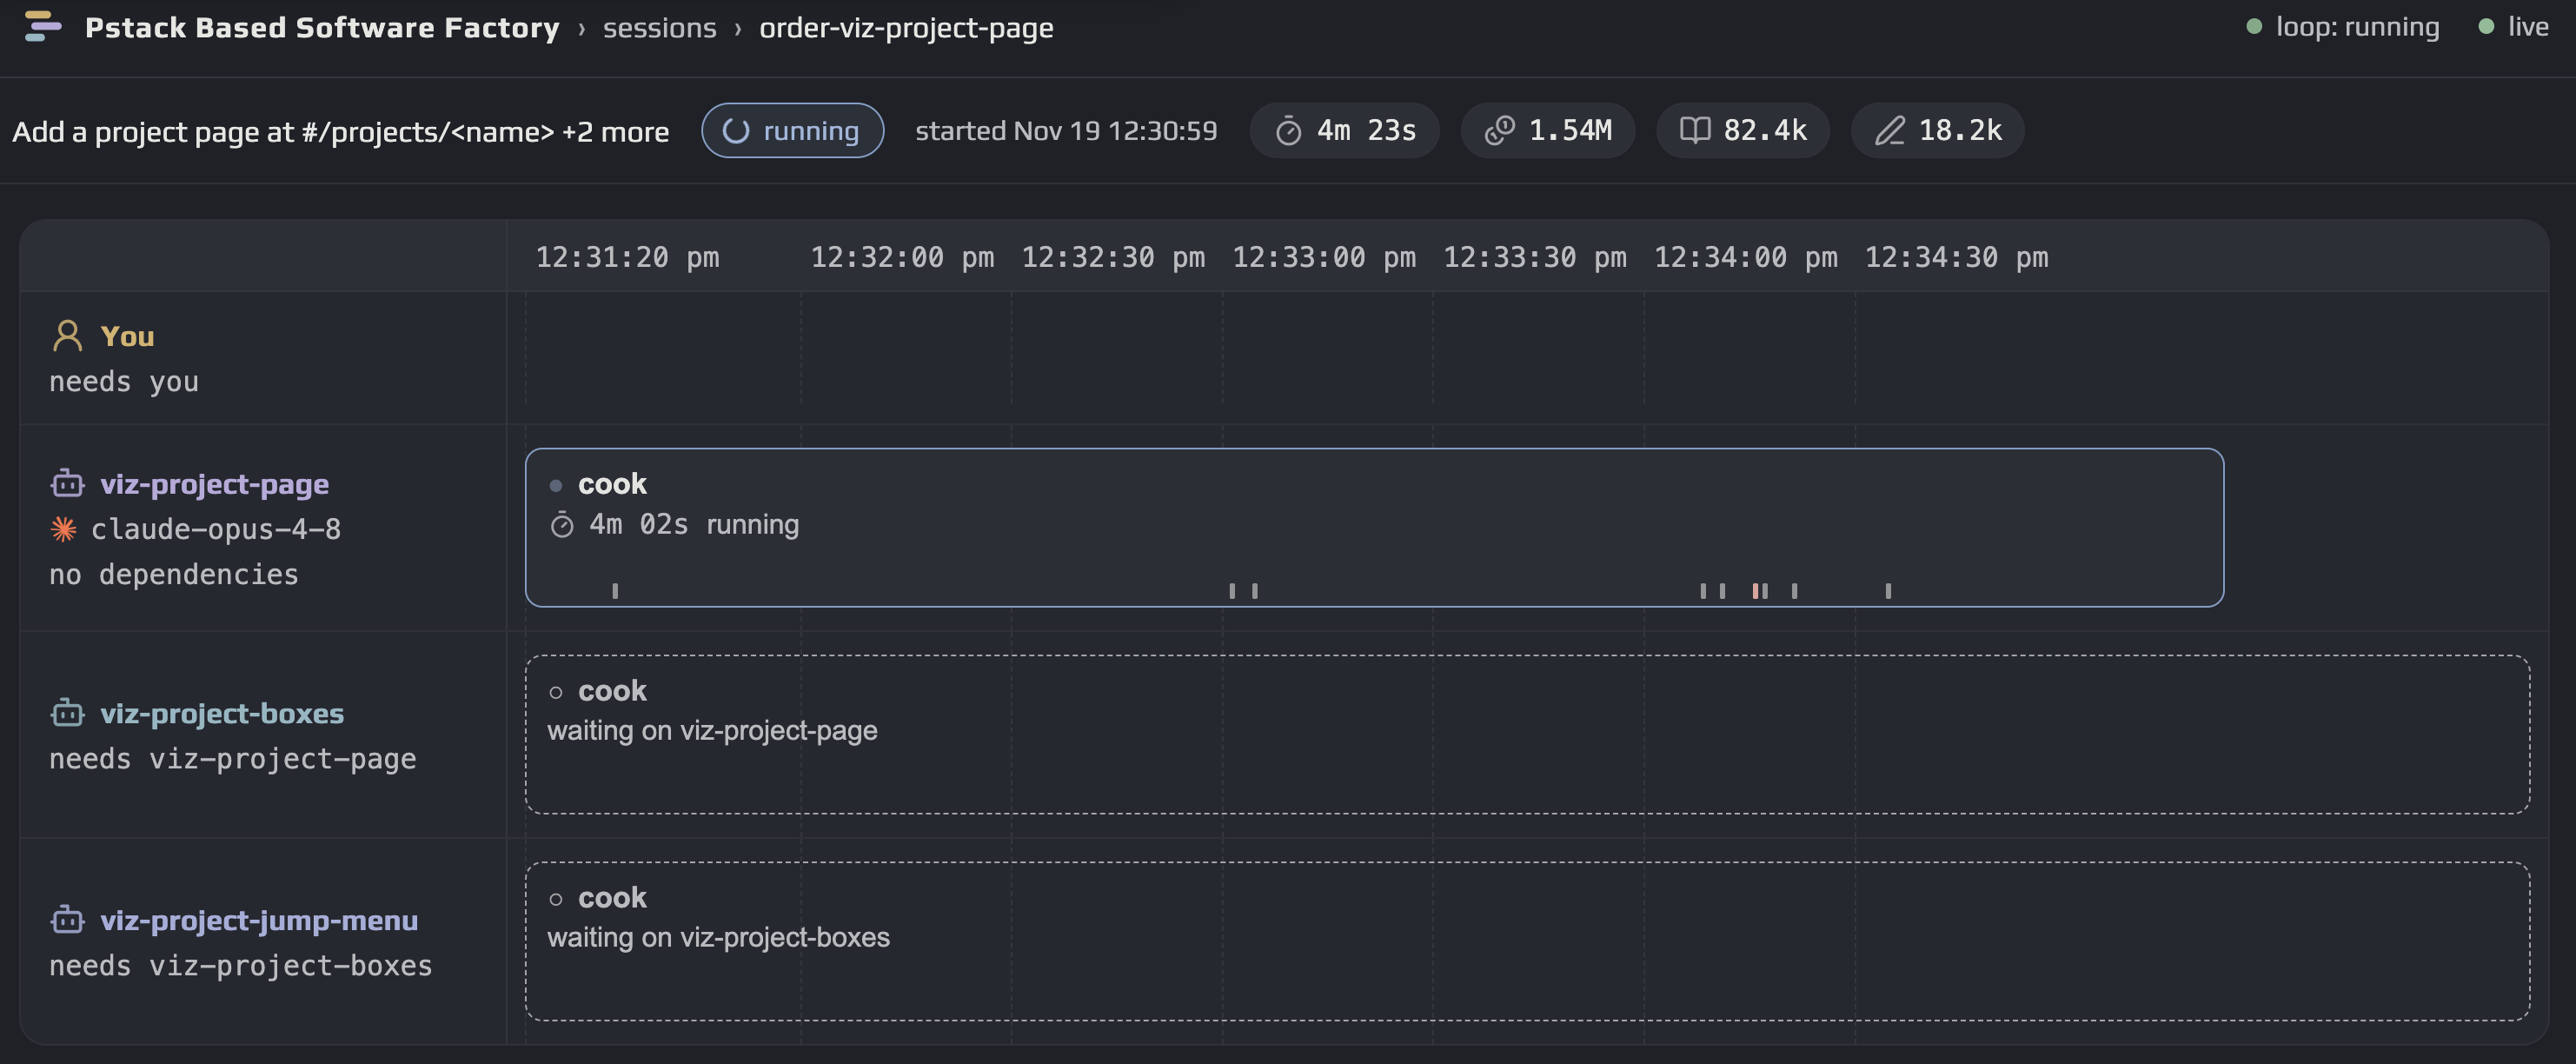 Pstack Based Software Factory › sessions › order-viz-project-page
loop: running
live
Add a project page at #/projects/<name> +2 more
running
started Nov 19 12:30:59
4m 23s
1.54M
82.4k
18.2k
12:31:20 pm
12:32:00 pm
12:32:30 pm
12:33:00 pm
12:33:30 pm
12:34:00 pm
12:34:30 pm
You
needs you
viz-project-page
claude-opus-4-8
no dependencies
cook
4m 02s running
viz-project-boxes
needs viz-project-page
cook
waiting on viz-project-page
viz-project-jump-menu
needs viz-project-boxes
cook
waiting on viz-project-boxes